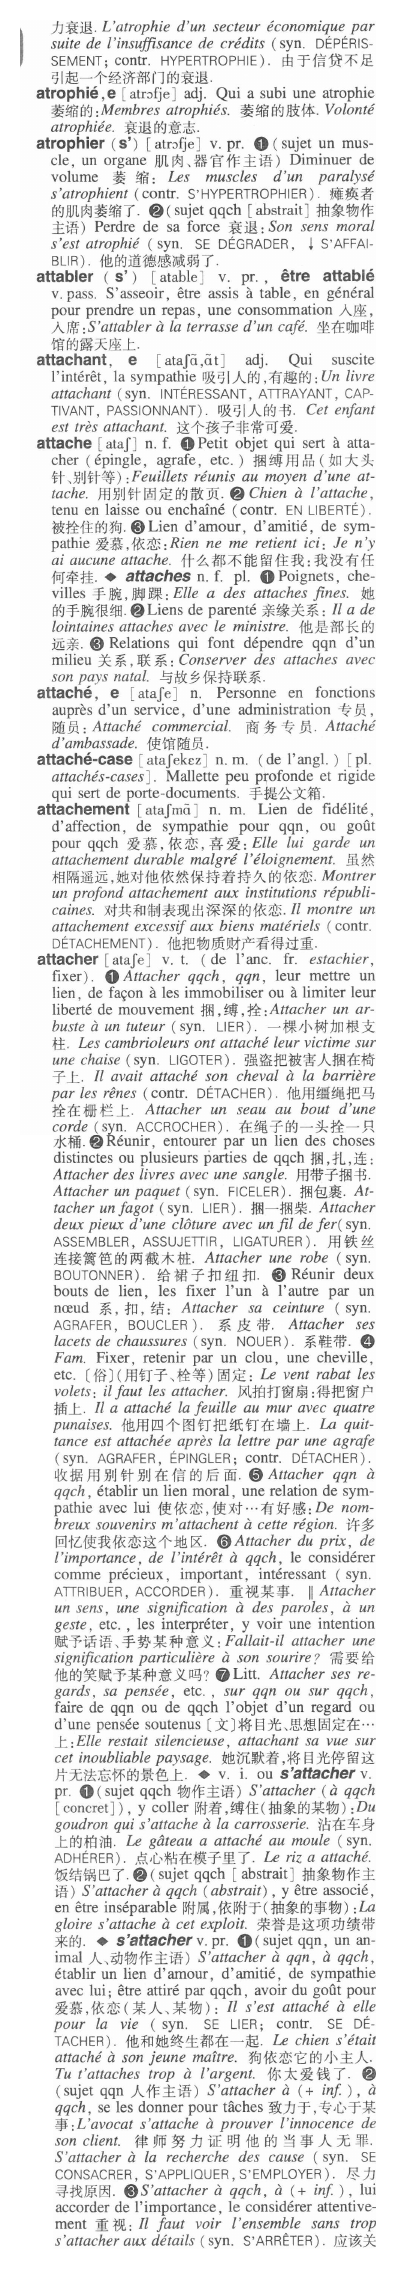 力衰退. L'atrophie d'un secteur économique par
suite de l'insuffisance de crédits (syn. DÉPÉRIS-
SEMENT; contr. HYPERTROPHIE). 由于信贷不足
引起一个经济部门的衰退.
atrophié,e [atrɔfje] adj. Qui a subi une atrophie
萎缩的:Membres atrophiés. 萎缩的肢体. Volonté
atrophiée. 衰退的意志.
atrophier (s') [atrɔfje] v. pr. ❶(sujet un mus-
cle, un organe 肌肉、器官作主语) Diminuer de
volume 萎缩: Les muscles d'un paralysé
s'atrophient (contr. S'HYPERTROPHIER). 瘫痪者
的肌肉萎缩了. ❷(sujet qqch [abstrait] 抽象物作
主语) Perdre de sa force 衰退:Son sens moral
s'est atrophié (syn. SE DÉGRADER, ↓ S'AFFAI-
BLIR). 他的道德感减弱了.
attabler (s') [atable] v. pr., être attablé
v. pass. S'asseoir, être assis à table, en général
pour prendre un repas, une consommation 入座,
入席:S'attabler à la terrasse d'un café. 坐在咖啡
馆的露天座上.
attachant, e [ataʃɑ̃,ɑ̃t] adj. Qui suscite
l'intérêt, la sympathie 吸引人的,有趣的:Un livre
attachant (syn. INTÉRESSANT, ATTRAYANT, CAP-
TIVANT, PASSIONNANT). 吸引人的书. Cet enfant
est très attachant. 这个孩子非常可爱.
attache [ataʃ] n. f. ❶Petit objet qui sert à atta-
cher (épingle, agrafe, etc.) 捆缚用品(如大头
针、别针等):Feuillets réunis au moyen d'une at-
tache. 用别针固定的散页. ❷Chien à l'attache,
tenu en laisse ou enchaîné (contr. EN LIBERTÉ).
被拴住的狗. ❸Lien d'amour, d'amitié, de sym-
pathie 爱慕,依恋:Rien ne me retient ici: Je n'y
ai aucune attache. 什么都不能留住我:我没有任
何牵挂. ◆ attaches n. f. pl. ❶Poignets, che-
villes 手腕,脚踝:Elle a des attaches fines. 她
的手腕很细. ❷Liens de parenté 亲缘关系: Il a de
lointaines attaches avec le ministre. 他是部长的
远亲. ❸ Relations qui font dépendre qqn d'un
milieu 关系,联系: Conserver des attaches avec
son pays natal. 与故乡保持联系.
attaché, e [ataʃe] n. Personne en fonctions
auprès d'un service, d'une administration 专员,
随员: Attaché commercial. 商务专员. Attaché
d'ambassade. 使馆随员.
attaché-case [ataʃekɛz] n. m. (de l'angl.) [pl.
attachés-cases]. Mallette peu profonde et rigide
qui sert de porte-documents. 手提公文箱.
attachement [ataʃmɑ̃] n. m. Lien de fidélité,
d'affection, de sympathie pour qqn, ou goût
pour qqch 爱慕,依恋,喜爱: Elle lui garde un
attachement durable malgré l'éloignement. 虽然
相隔遥远,她对他依然保持着持久的依恋. Montrer
un profond attachement aux institutions républi-
caines. 对共和制表现出深深的依恋. Il montre un
attachement excessif aux biens matériels (contr.
DÉTACHEMENT). 他把物质财产看得过重.
attacher [ataʃe] v. t. (de l'anc. fr. estachier,
fixer). ❶ Attacher qqch, qqn, leur mettre un
lien, de façon à les immobiliser ou à limiter leur
liberté de mouvement 捆,缚,拴:Attacher un ar-
buste à un tuteur (syn. LIER). 一棵小树加根支
柱. Les cambrioleurs ont attaché leur victime sur
une chaise (syn. LIGOTER). 强盗把被害人捆在椅
子上. Il avait attaché son cheval à la barrière
par les rênes (contr. DÉTACHER). 他用缰绳把马
拴在栅栏上. Attacher un seau au bout d'une
corde (syn. ACCROCHER). 在绳子的一头拴一只
水桶. ❷Réunir, entourer par un lien des choses
distinctes ou plusieurs parties de qqch 捆,扎,连:
Attacher des livres avec une sangle. 用带子捆书.
Attacher un paquet (syn. FICELER). 捆包裹. At-
tacher un fagot (syn. LIER). 捆一捆柴. Attacher
deux pieux d'une clôture avec un fil de fer(syn.
ASSEMBLER, ASSUJETTIR, LIGATURER). 用铁丝
连接篱笆的两截木桩. Attacher une robe (syn.
BOUTONNER). 给裙子扣纽扣. ❸ Réunir deux
bouts de lien, les fixer l'un à l'autre par un
nœud 系,扣,结: Attacher sa ceinture (syn.
AGRAFER, BOUCLER). 系皮带. Attacher ses
lacets de chaussures (syn. NOUER). 系鞋带. ❹
Fam. Fixer, retenir par un clou, une cheville,
etc. 〔俗〕(用钉子、栓等)固定: Le vent rabat les
volets: il faut les attacher. 风拍打窗扇:得把窗户
插上. Il a attaché la feuille au mur avec quatre
punaises. 他用四个图钉把纸钉在墙上. La quit-
tance est attachée après la lettre par une agrafe
(syn. AGRAFER, ÉPINGLER; contr. DÉTACHER).
收据用别针别在信的后面. ❺ Attacher qqn à
qqch, établir un lien moral, une relation de sym-
pathie avec lui 使依恋,使对…有好感: De nom-
breux souvenirs m'attachent à cette région. 许多
回忆使我依恋这个地区. ❻Attacher du prix, de
l'importance, de l'intérêt à qqch, le considérer
comme précieux, important, intéressant (syn.
ATTRIBUER, ACCORDER). 重视某事. ‖ Attacher
un sens, une signification à des paroles, à un
geste, etc., les interpréter, y voir une intention
赋予话语、手势某种意义: Fallait-il attacher une
signification particulière à son sourire? 需要给
他的笑赋予某种意义吗? ❼Litt. Attacher ses re-
gards, sa pensée, etc., sur qqn ou sur qqch,
faire de qqn ou de qqch l'objet d'un regard ou
d'une pensée soutenus〔文〕将目光、思想固定在…
上:Elle restait silencieuse, attachant sa vue sur
cet inoubliable paysage. 她沉默着,将目光停留这
片无法忘怀的景色上. ◆ v. i. ou s'attacher v.
pr. ❶(sujet qqch 物作主语) S'attacher (à qqch
[concret]), y coller 附着,缚住(抽象的某物):Du
goudron qui s'attache à la carrosserie. 沾在车身
上的柏油. Le gâteau a attaché au moule (syn.
ADHÉRER). 点心粘在模子里了. Le riz a attaché.
饭结锅巴了. ❷(sujet qqch [abstrait] 抽象物作主
语) S'attacher à qqch (abstrait), y être associé,
en être inséparable 附属,依附于(抽象的事物):La
gloire s'attache à cet exploit. 荣誉是这项功绩带
来的. ◆ s'attacher v. pr. ❶(sujet qqn, un an-
imal 人、动物作主语) S'attacher à qqn, à qqch,
établir un lien d'amour, d'amitié, de sympathie
avec lui; être attiré par qqch, avoir du goût pour
爱慕,依恋(某人、某物): Il s'est attaché à elle
pour la vie (syn. SE LIER; contr. SE DÉ-
TACHER). 他和她终生都在一起. Le chien s'était
attaché à son jeune maître. 狗依恋它的小主人.
Tu t'attaches trop à l'argent. 你太爱钱了. ❷
(sujet qqn 人作主语) S'attacher à (+ inf.), à
qqch, se les donner pour tâches 致力于,专心于某
事:L'avocat s'attache à prouver l'innocence de
son client. 律师努力证明他的当事人无罪.
S'attacher à la recherche des cause (syn. SE
CONSACRER, S'APPLIQUER, S'EMPLOYER). 尽力
寻找原因. ❸S'attacher à qqch, à (+ inf.), lui
accorder de l'importance, le considérer attentive-
ment 重视: Il faut voir l'ensemble sans trop
s'attacher aux détails (syn. S'ARRÊTER). 应该关